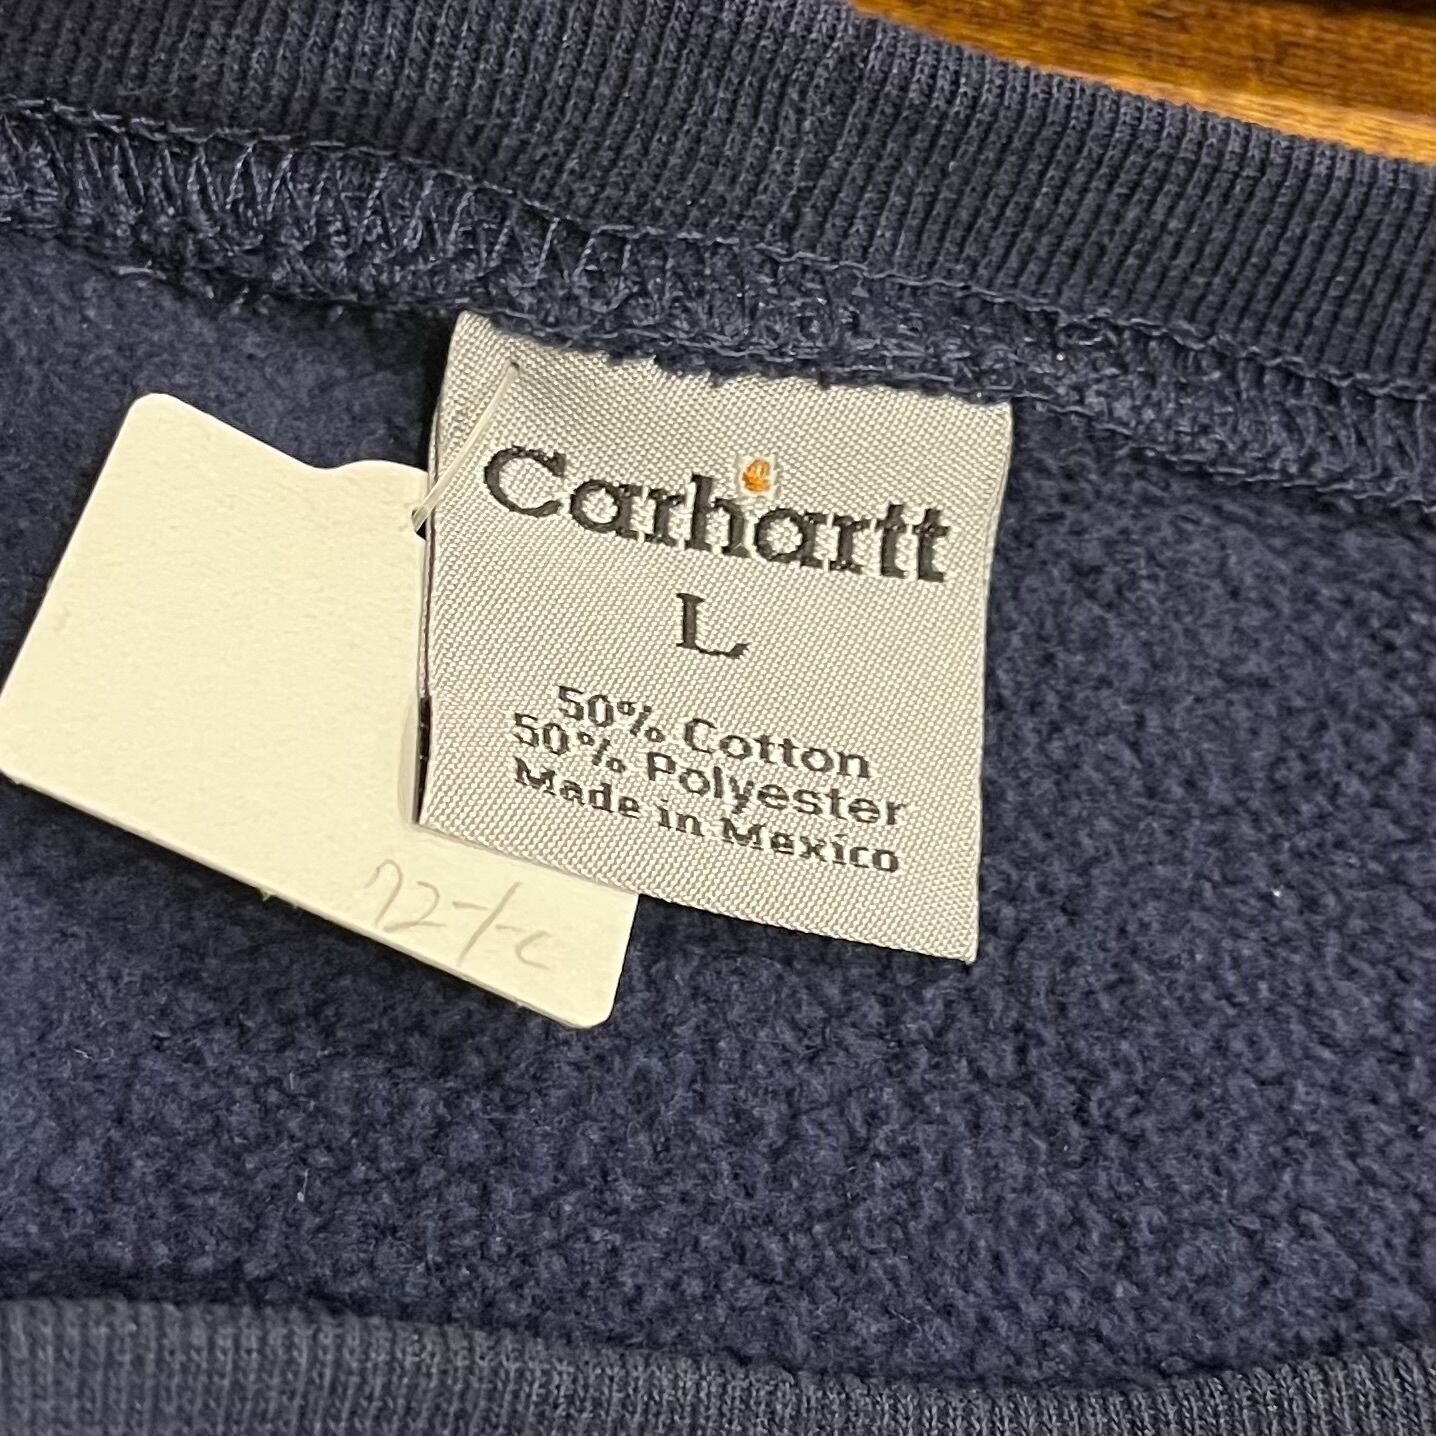 Carhartt
L
50% Cotton
50% Polyester
Made in Mexico